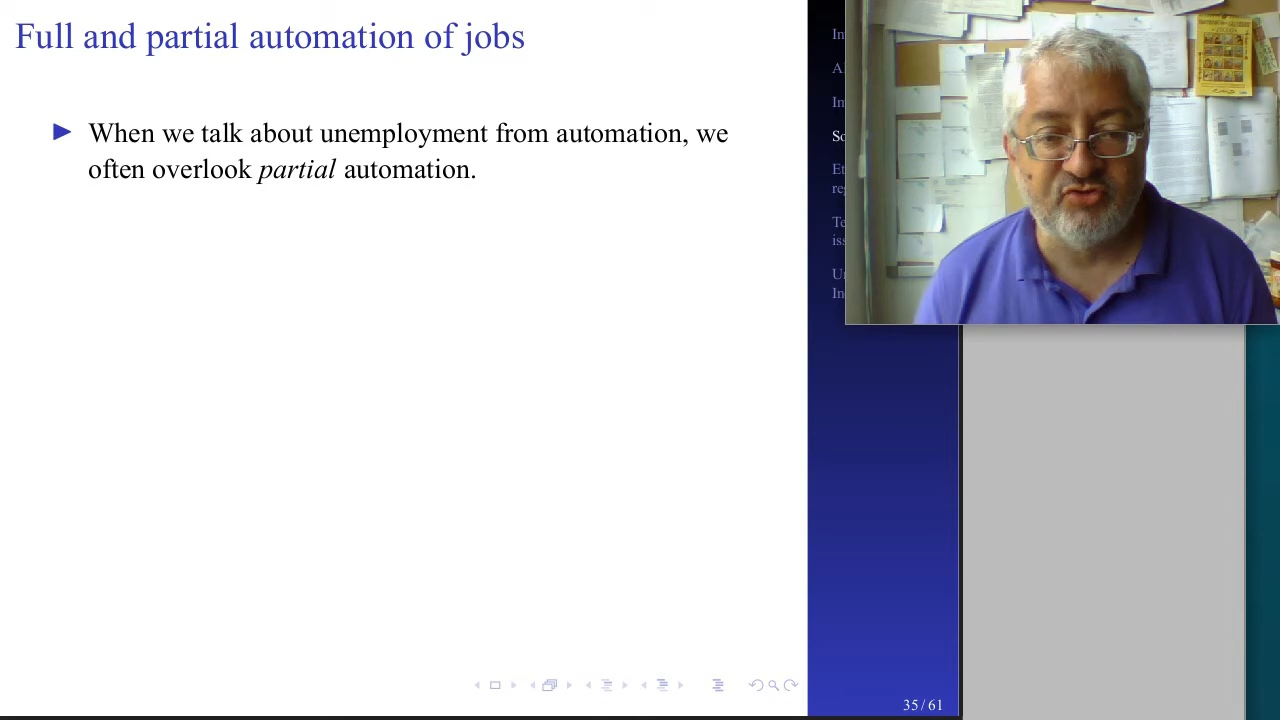 Full and partial automation of jobs
When we talk about unemployment from automation, we
often overlook partial automation.
35 / 61